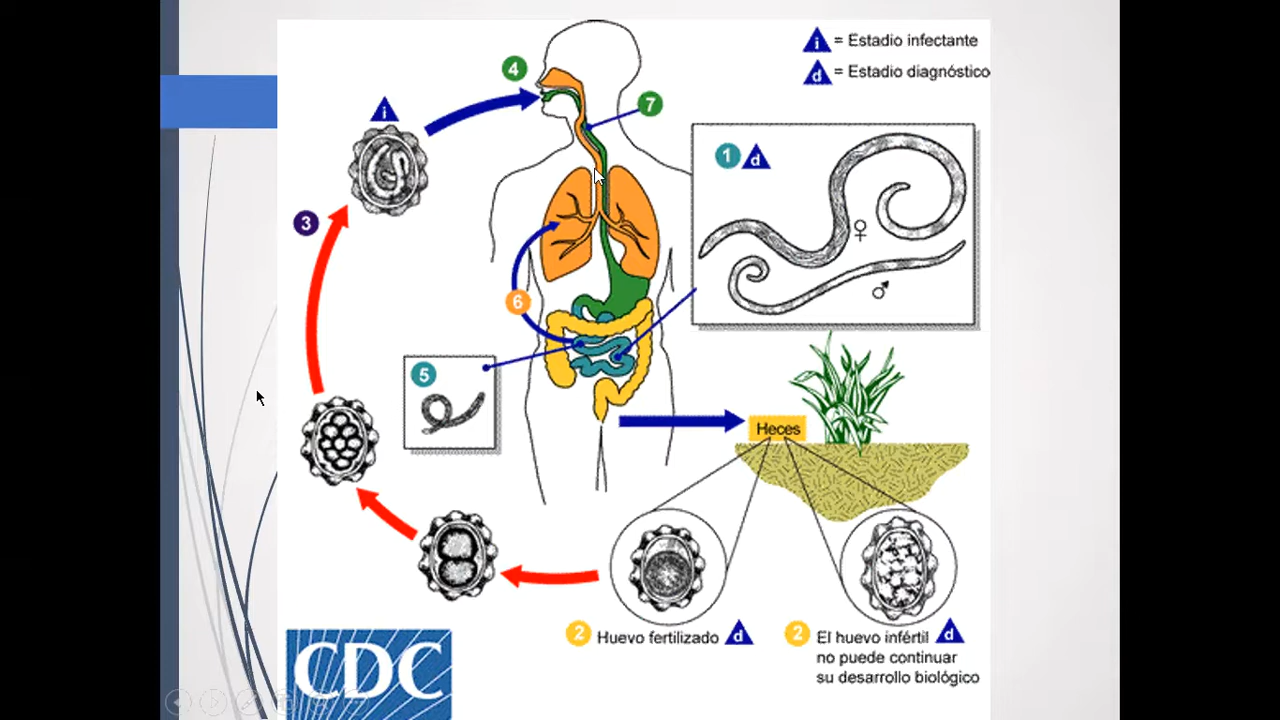 i = Estadio infectante
d = Estadio diagnóstico
4
i
7
1 d
3
♀
♂
6
5
Heces
2 Huevo fertilizado d
2 El huevo infértil d
no puede continuar
su desarrollo biológico
CDC